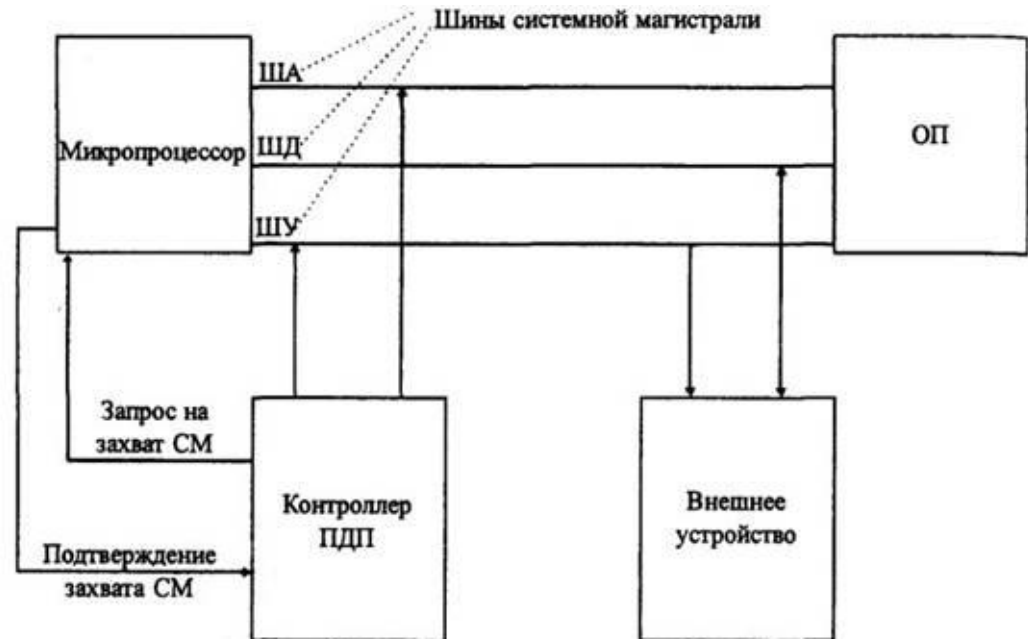 Шины системной магистрали
ША
ШД
Микропроцессор
ОП
ШУ
Запрос на
захват СМ
Контроллер
ПДП
Внешнее
устройство
Подтверждение
захвата СМ